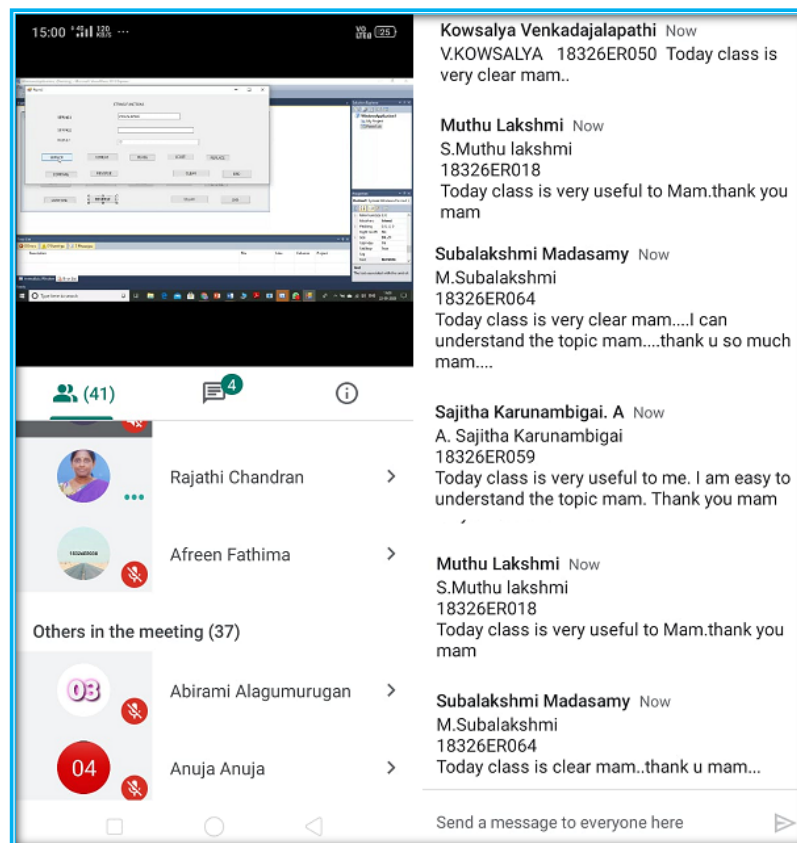 15:00
25
(41)
4
Rajathi Chandran
Afreen Fathima
Others in the meeting (37)
03
Abirami Alagumurugan
04
Anuja Anuja
Kowsalya Venkadajalapathi Now
V.KOWSALYA 18326ER050 Today class is
very clear mam..
Muthu Lakshmi Now
S.Muthu lakshmi
18326ER018
Today class is very useful to Mam.thank you
mam
Subalakshmi Madasamy Now
M.Subalakshmi
18326ER064
Today class is very clear mam....I can
understand the topic mam....thank u so much
mam....
Sajitha Karunambigai. A Now
A. Sajitha Karunambigai
18326ER059
Today class is very useful to me. I am easy to
understand the topic mam. Thank you mam
Muthu Lakshmi Now
S.Muthu lakshmi
18326ER018
Today class is very useful to Mam.thank you
mam
Subalakshmi Madasamy Now
M.Subalakshmi
18326ER064
Today class is clear mam..thank u mam...
Send a message to everyone here